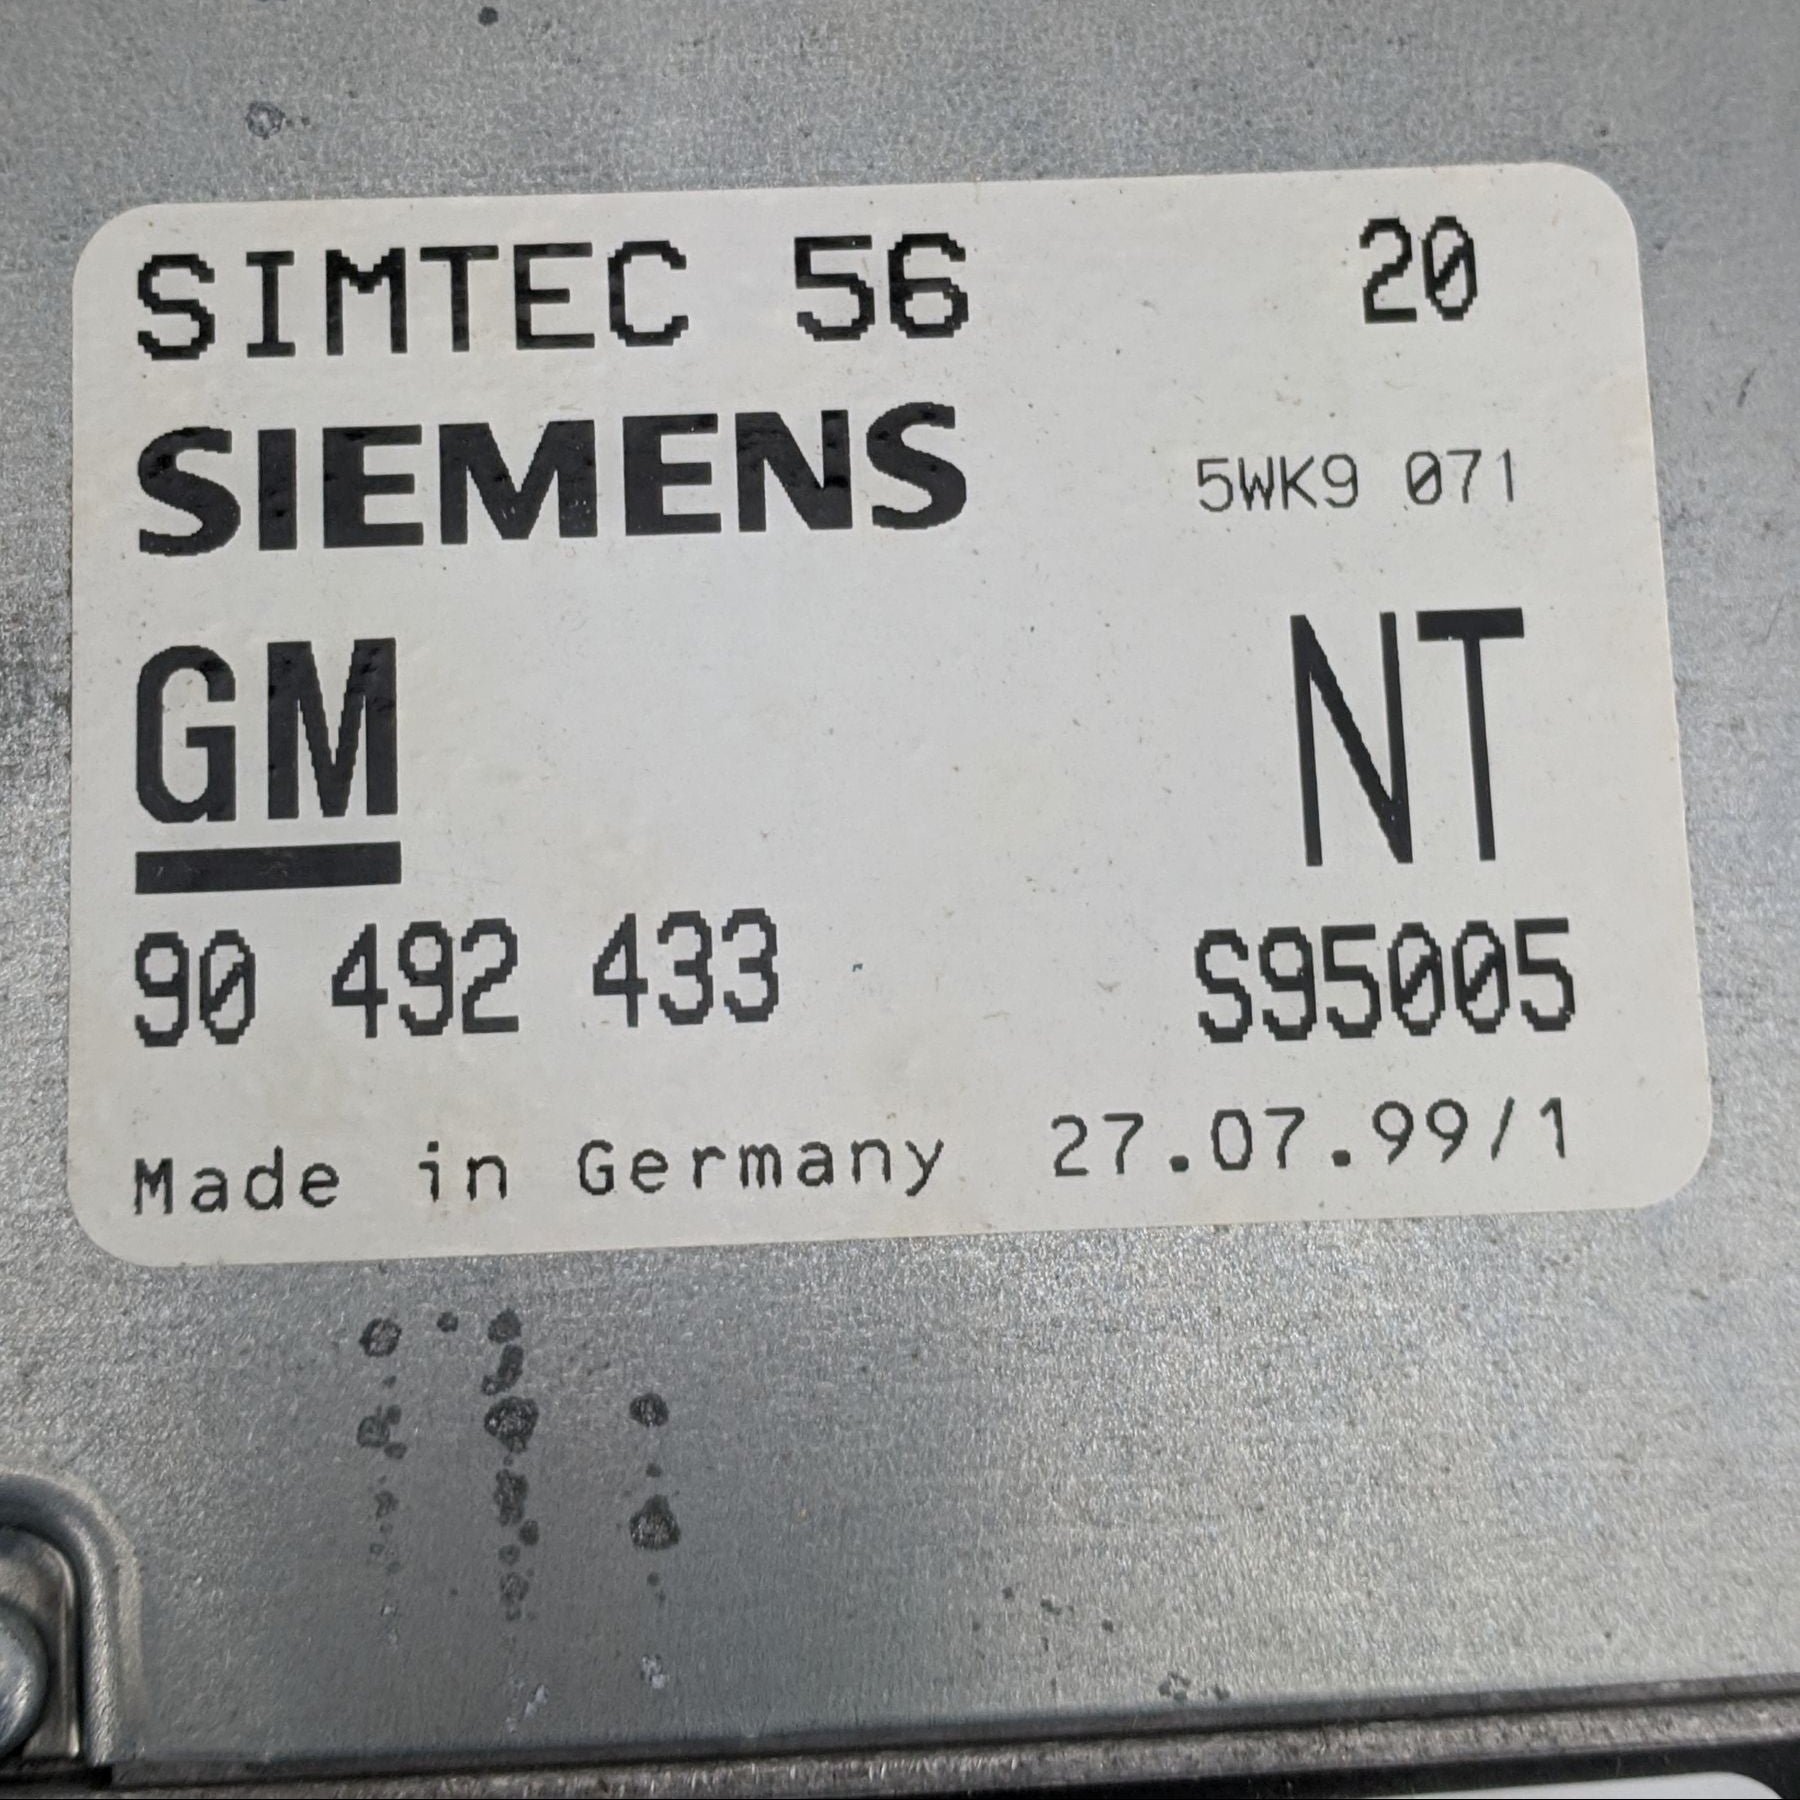 SIMTEC 56 20
SIEMENS 5WK9 071
GM NT
90 492 433 S95005
Made in Germany 27.07.99/1